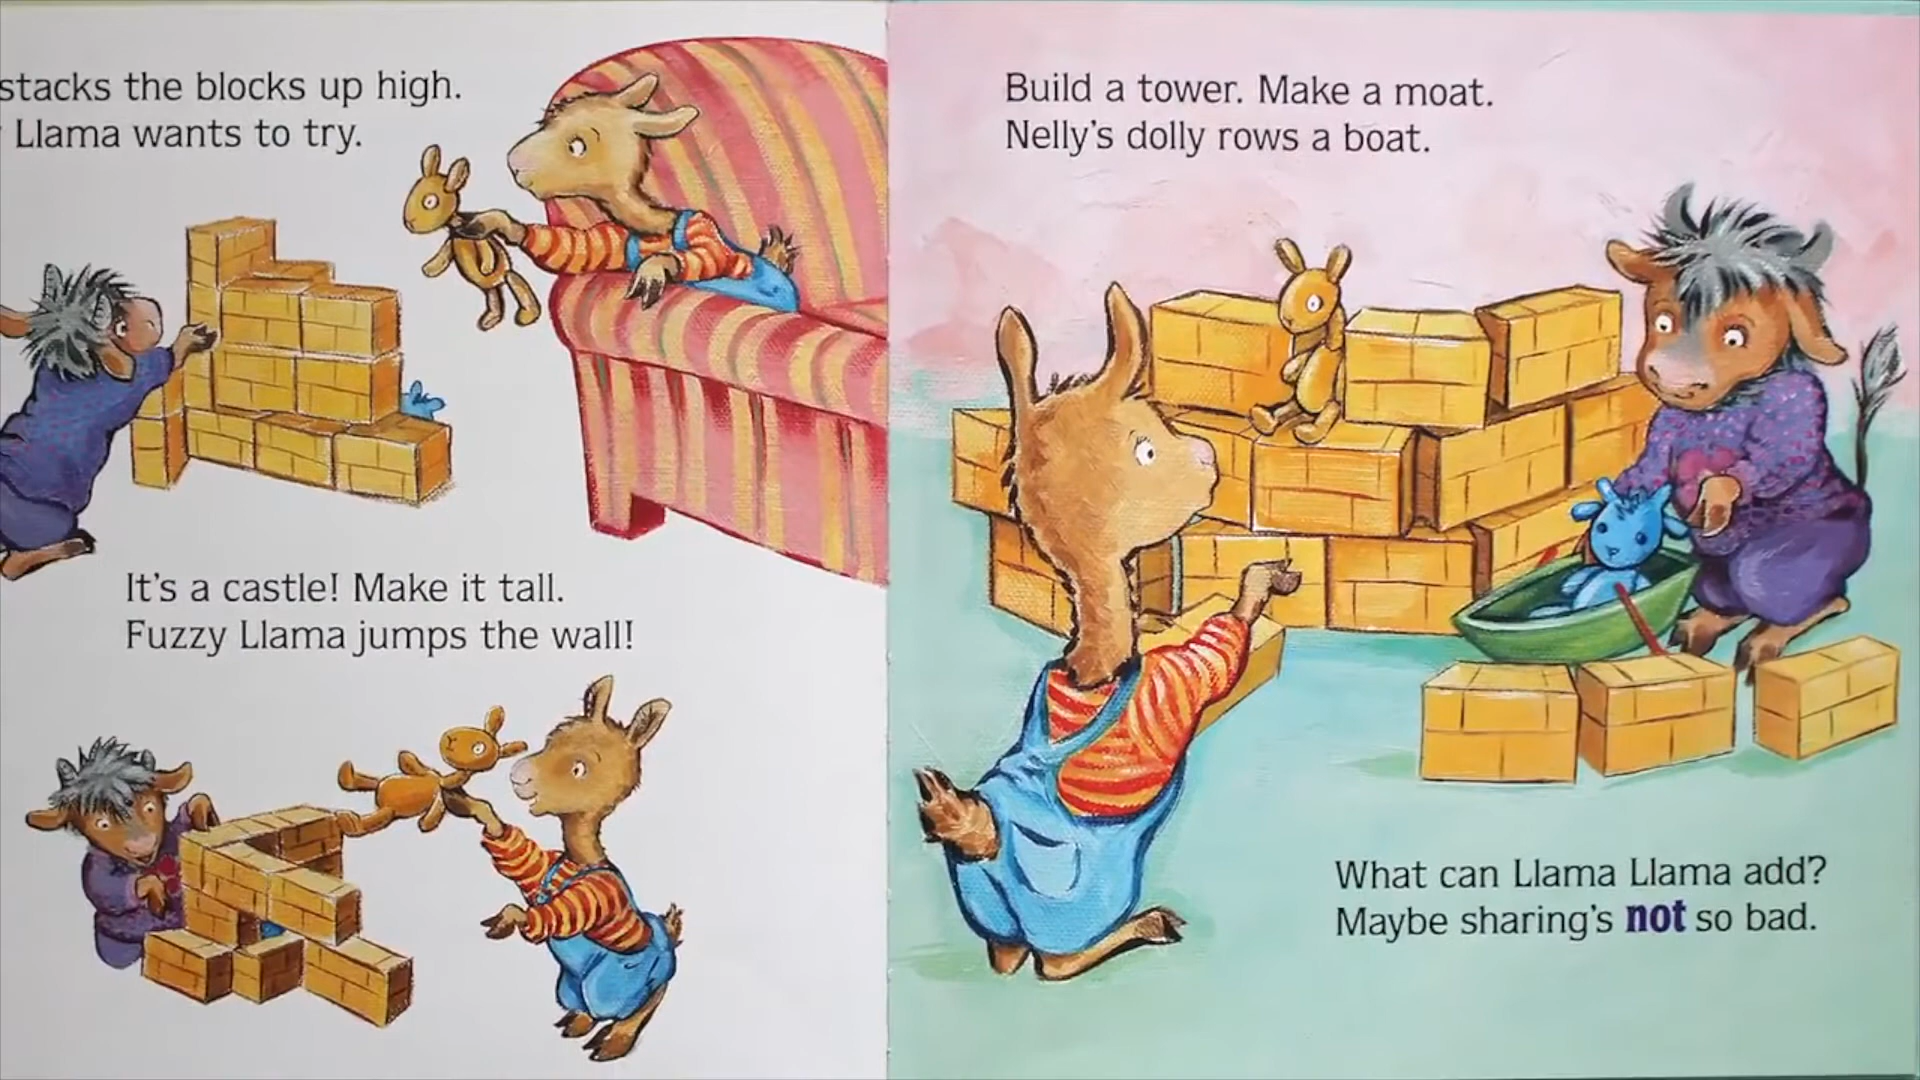 stacks the blocks up high.
Llama wants to try.
It's a castle! Make it tall.
Fuzzy Llama jumps the wall!
Build a tower. Make a moat.
Nelly's dolly rows a boat.
What can Llama Llama add?
Maybe sharing's not so bad.